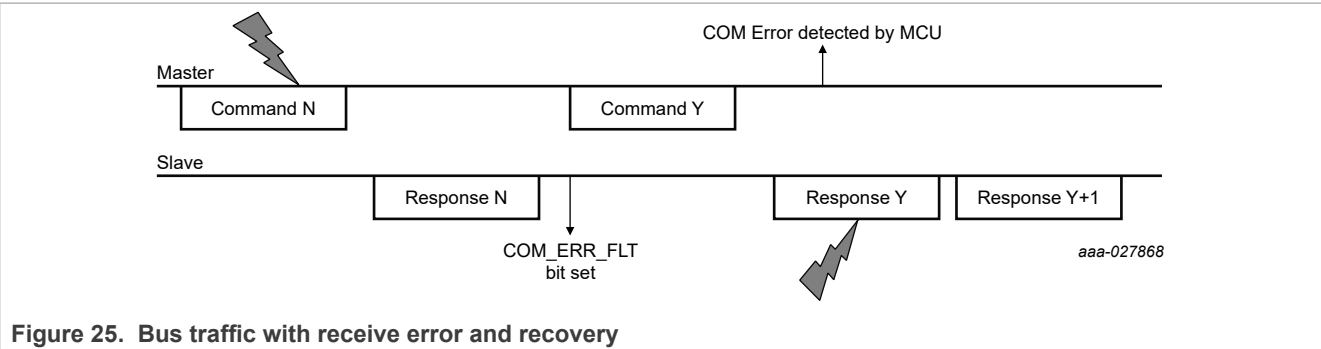 COM Error detected by MCU
Master
Command N
Command Y
Slave
Response N
Response Y
Response Y+1
COM_ERR_FLT
bit set
aaa-027868
Figure 25. Bus traffic with receive error and recovery